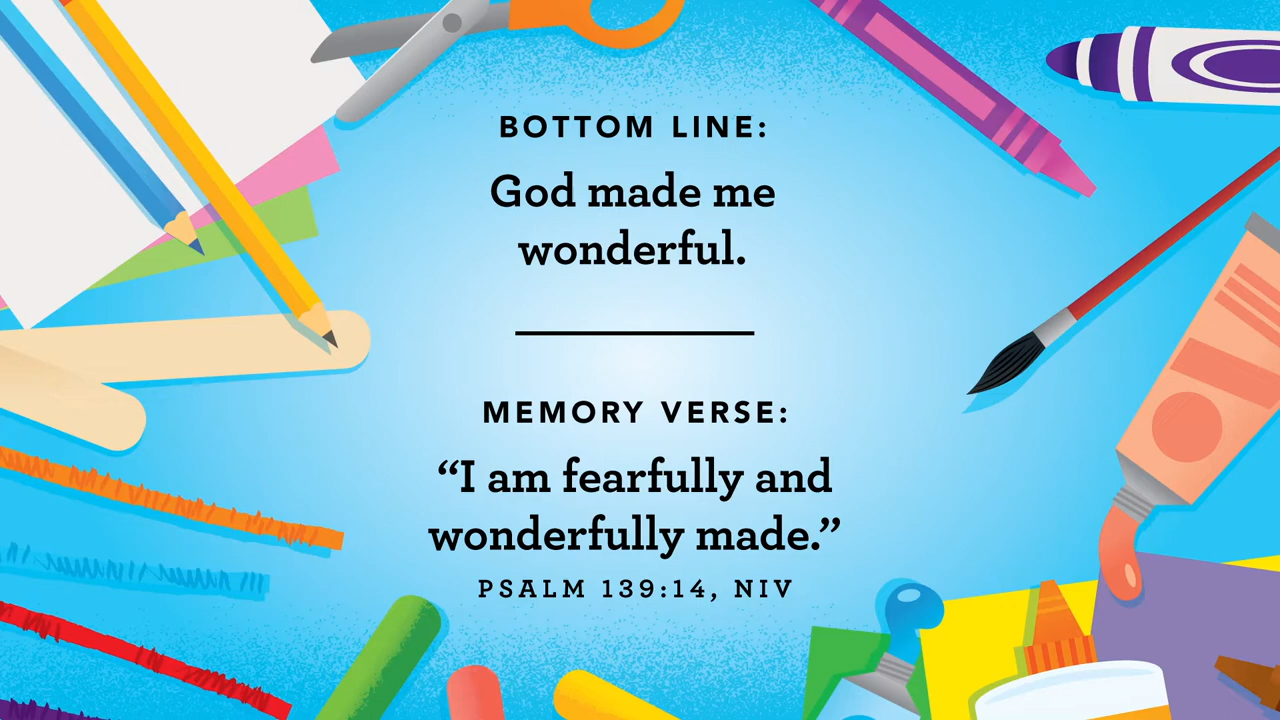 BOTTOM LINE:
God made me
wonderful.
MEMORY VERSE:
“I am fearfully and
wonderfully made.”
PSALM 139:14, NIV